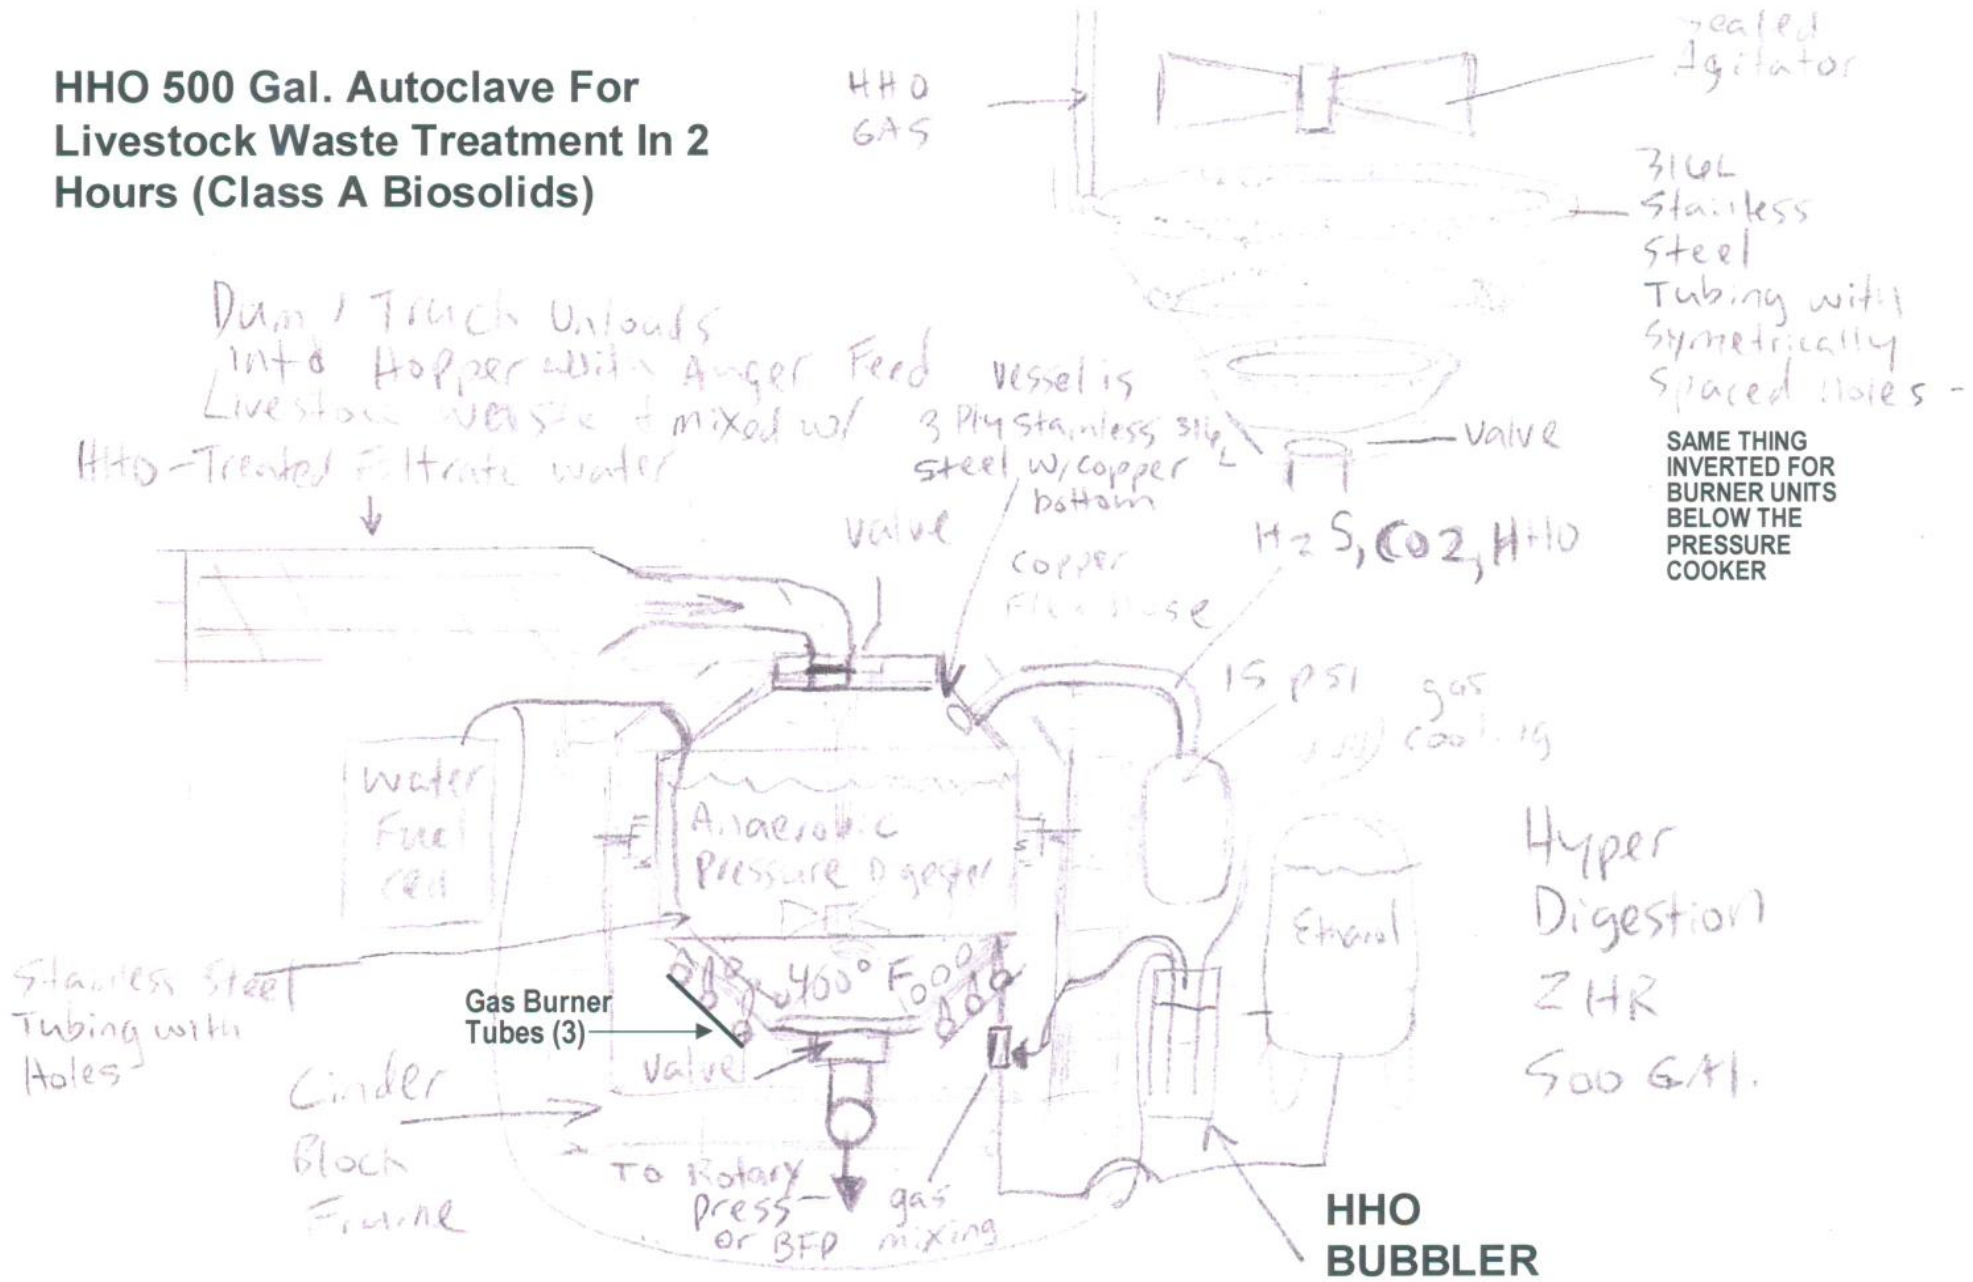 HHO 500 Gal. Autoclave For
Livestock Waste Treatment In 2
Hours (Class A Biosolids)
HHO
GAS
Sealed
Agitator
316L
Stainless
Steel
Tubing with
Symetrically
Spaced Holes -
SAME THING
INVERTED FOR
BURNER UNITS
BELOW THE
PRESSURE
COOKER
Valve
Truck Unloads
into Hopper with Auger Feed
Livestock waste + mixed w/
HHO-Treated Filtrate water
Vessel is
3 Ply Stainless 316 L
Steel w/copper
bottom
valve
copper
H2S, CO2, HHO
15 psi
gas
cooling
water
Fuel
cell
Anaerobic
Pressure Digester
400° F
Ethanol
Hyper
Digestion
2 HR
500 GAl.
Stainless Steel
Tubing with
Holes
Gas Burner
Tubes (3)
valve
Cinder
Block
Frame
To Rotary
press
or BFP
gas
mixing
HHO
BUBBLER